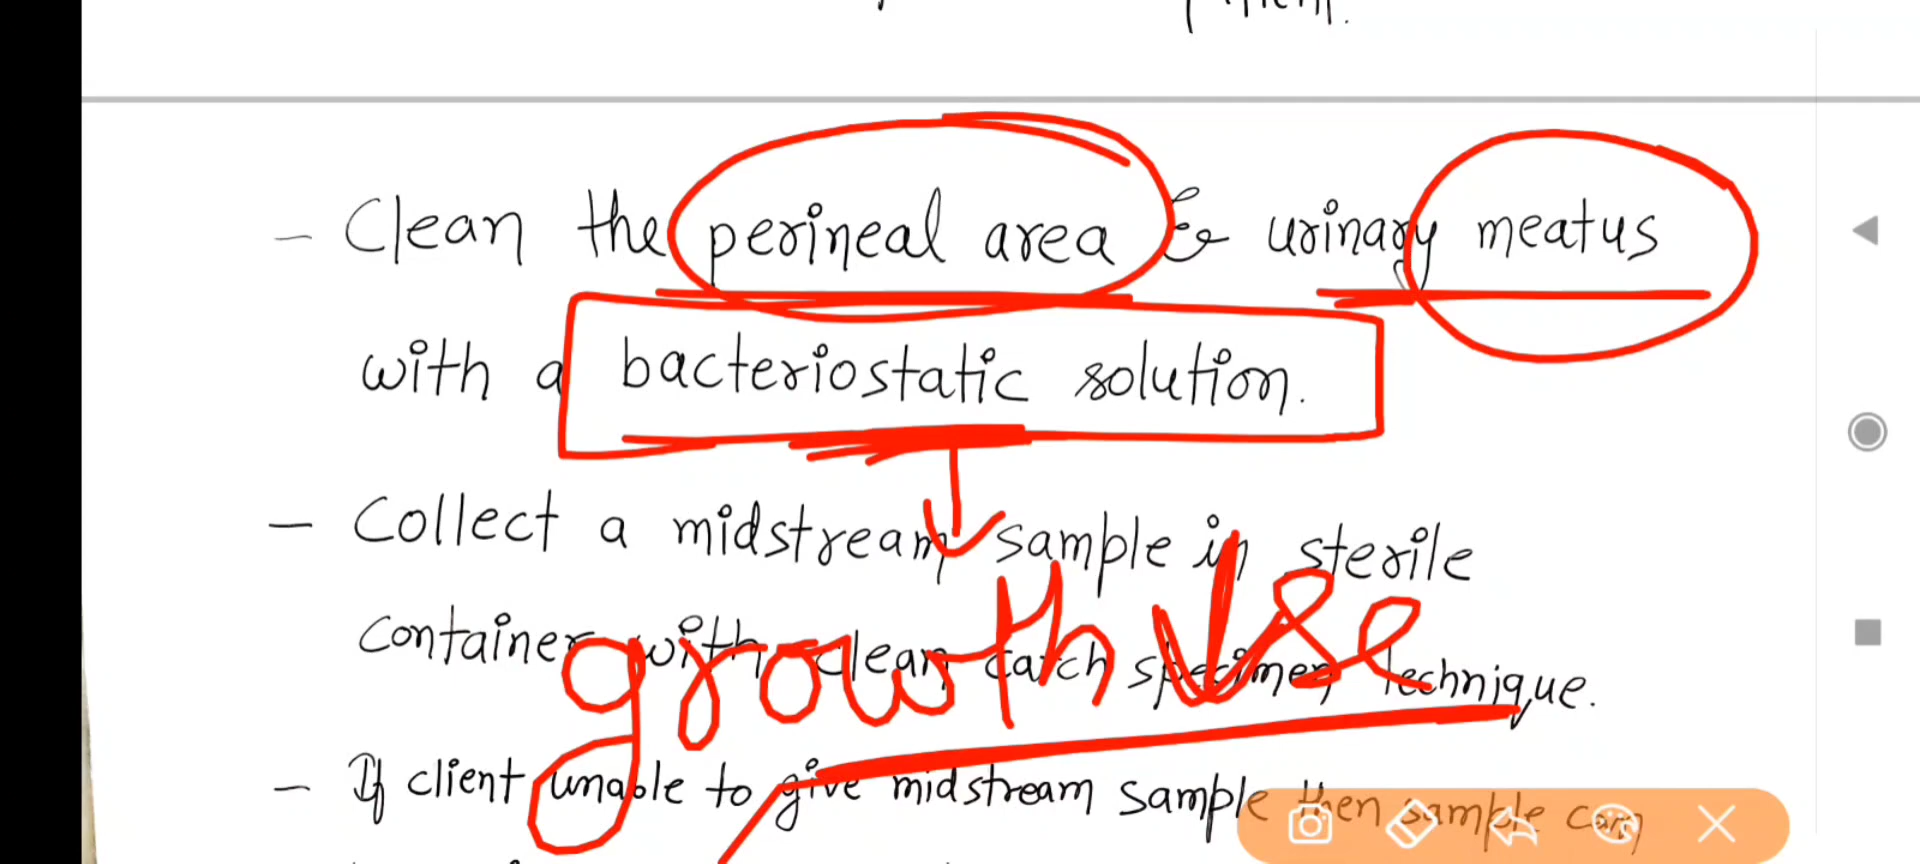 - Clean the perineal area & urinary meatus
with a bacteriostatic solution.
- Collect a midstream sample in sterile
container with clean catch specimen technique.
growth
- If client unable to give midstream sample then sample can